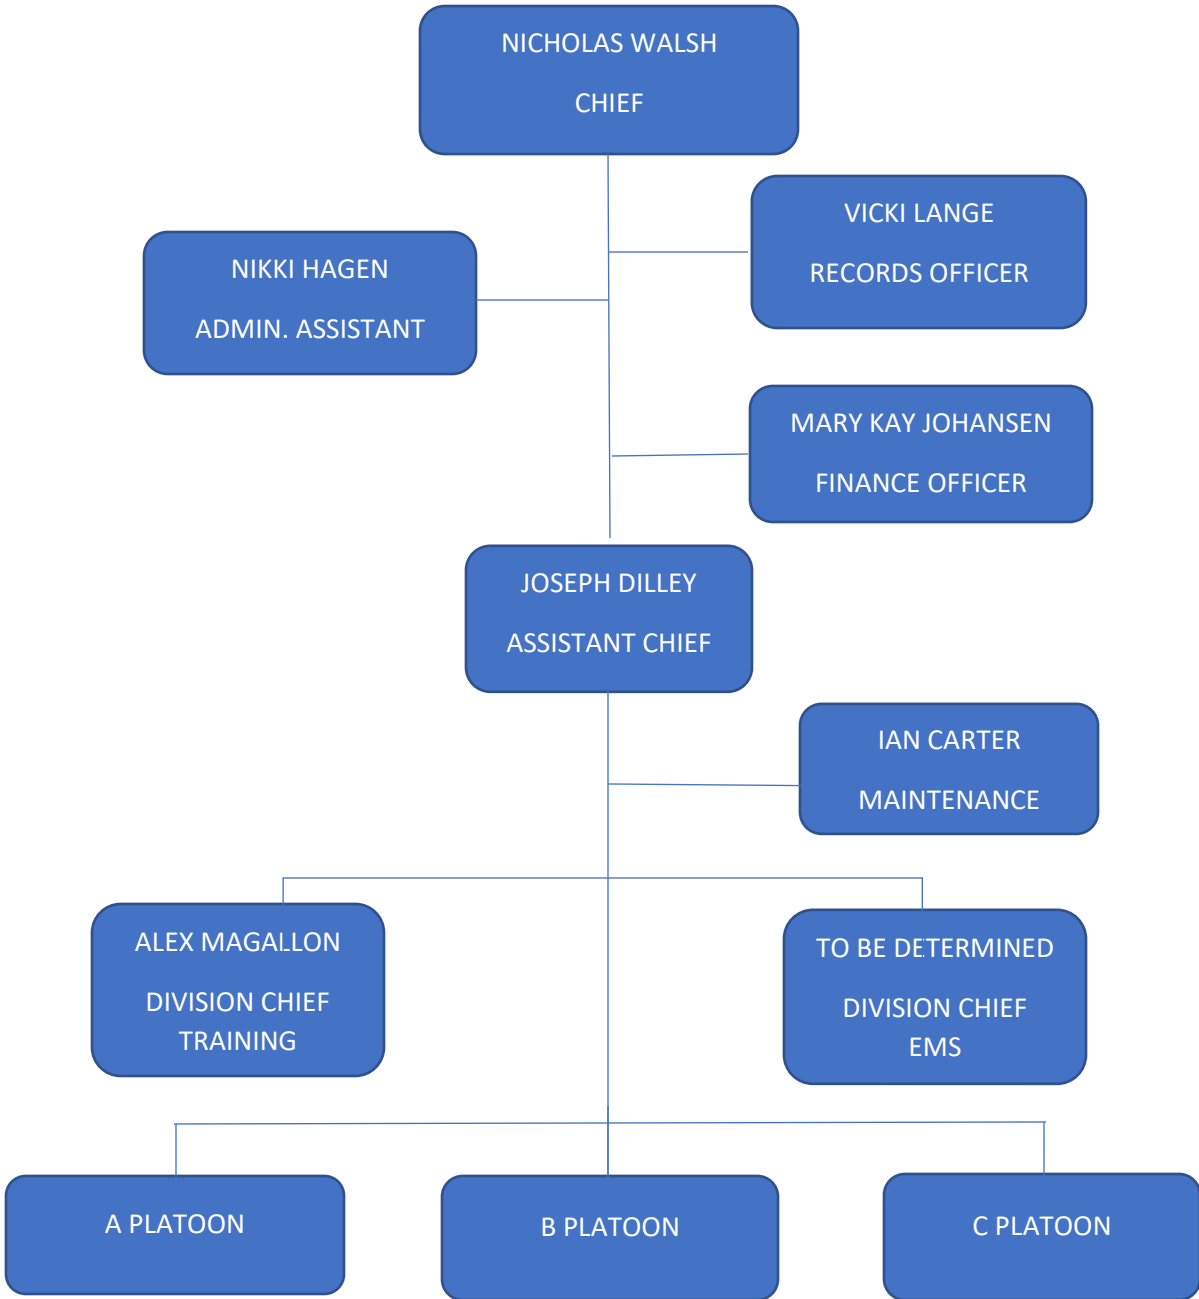 NICHOLAS WALSH
CHIEF
VICKI LANGE
RECORDS OFFICER
NIKKI HAGEN
ADMIN. ASSISTANT
MARY KAY JOHANSEN
FINANCE OFFICER
JOSEPH DILLEY
ASSISTANT CHIEF
IAN CARTER
MAINTENANCE
ALEX MAGALLON
DIVISION CHIEF
TRAINING
TO BE DETERMINED
DIVISION CHIEF
EMS
A PLATOON
B PLATOON
C PLATOON